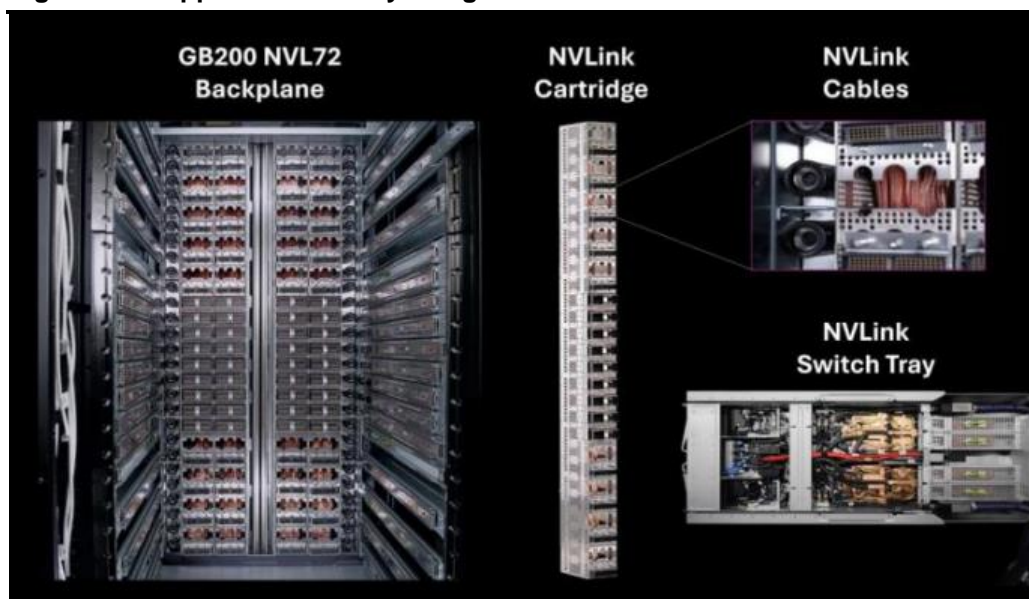 GB200 NVL72
Backplane
NVLink
Cartridge
NVLink
Cables
NVLink
Switch Tray